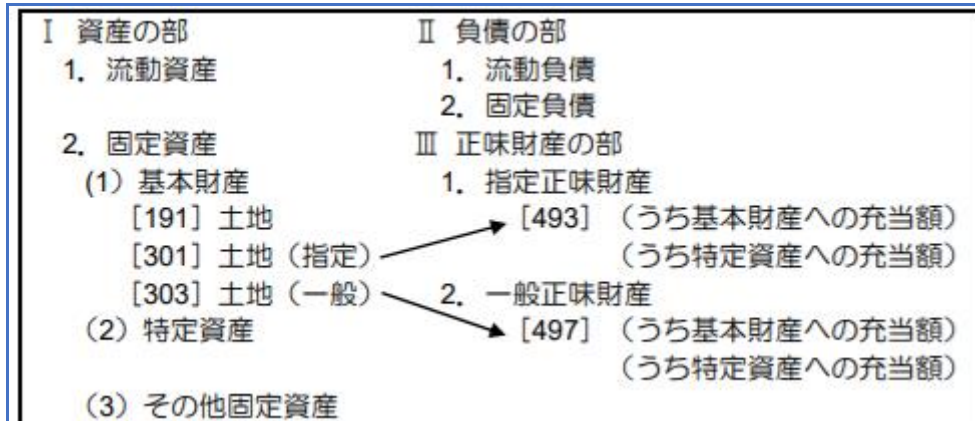 Ⅰ 資産の部
1．流動資産
2．固定資産
(1) 基本財産
[191] 土地
[301] 土地（指定）
[303] 土地（一般）
(2) 特定資産
(3) その他固定資産
Ⅱ 負債の部
1．流動負債
2．固定負債
Ⅲ 正味財産の部
1．指定正味財産
[493] （うち基本財産への充当額）
（うち特定資産への充当額）
2．一般正味財産
[497] （うち基本財産への充当額）
（うち特定資産への充当額）